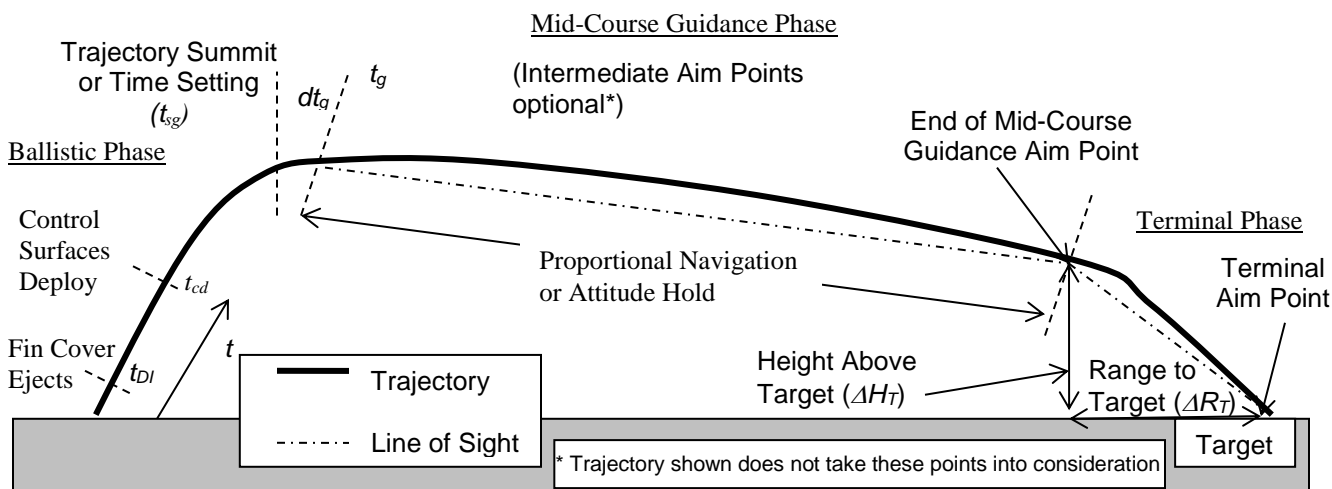 Mid-Course Guidance Phase
Trajectory Summit
or Time Setting
(tsg)
tg
dtg
(Intermediate Aim Points
optional*)
End of Mid-Course
Guidance Aim Point
Ballistic Phase
Control
Surfaces
Deploy
tcd
Terminal Phase
Proportional Navigation
or Attitude Hold
Terminal
Aim Point
Fin Cover
Ejects
tDI
t
Height Above
Target (ΔHT)
Range to
Target (ΔRT)
Trajectory
Line of Sight
Target
* Trajectory shown does not take these points into consideration